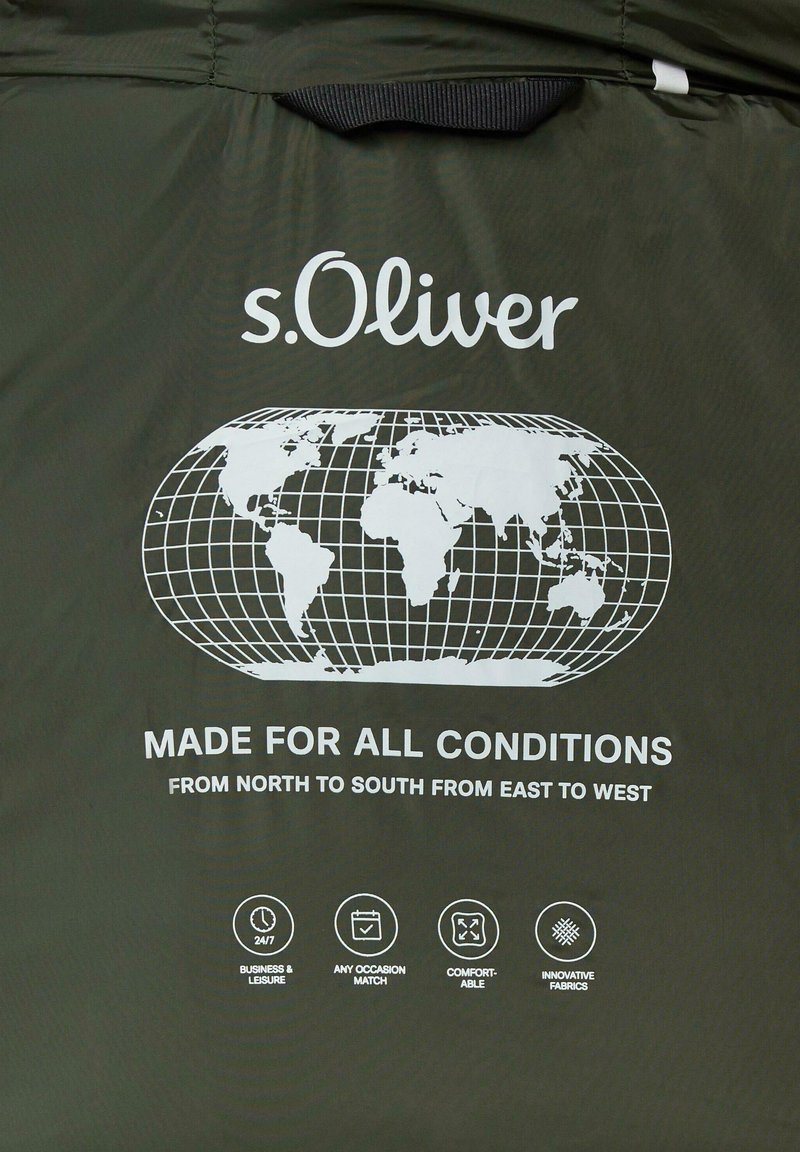 s.Oliver
MADE FOR ALL CONDITIONS
FROM NORTH TO SOUTH FROM EAST TO WEST
24/7
BUSINESS &
LEISURE
ANY OCCASION
MATCH
COMFORT-
ABLE
INNOVATIVE
FABRICS